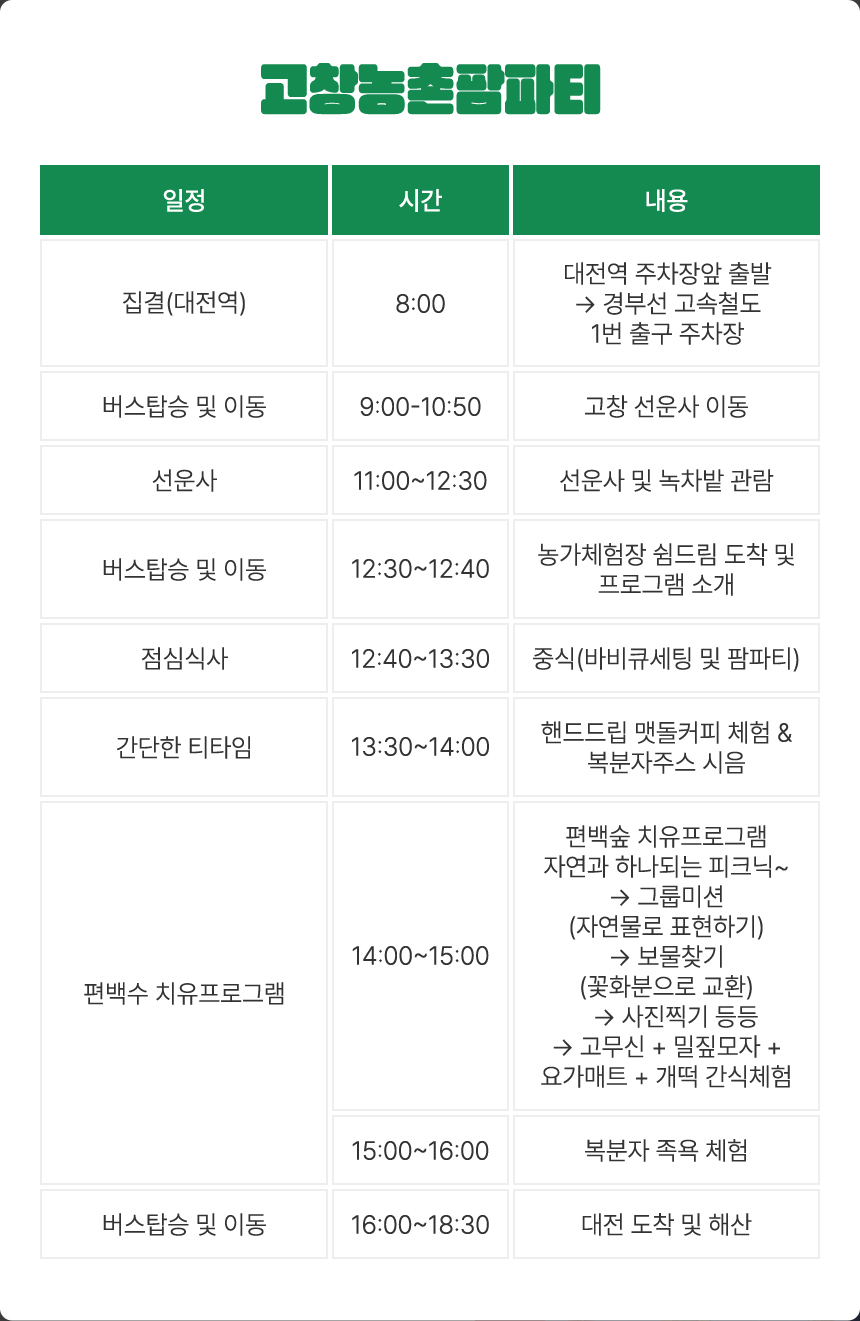 고창농촌팜파티
일정
시간
내용
집결(대전역)
8:00
대전역 주차장앞 출발
→ 경부선 고속철도
1번 출구 주차장
버스탑승 및 이동
9:00-10:50
고창 선운사 이동
선운사
11:00~12:30
선운사 및 녹차밭 관람
버스탑승 및 이동
12:30~12:40
농가체험장 쉼드림 도착 및
프로그램 소개
점심식사
12:40~13:30
중식(바비큐세팅 및 팜파티)
간단한 티타임
13:30~14:00
핸드드립 맷돌커피 체험 &
복분자주스 시음
편백수 치유프로그램
14:00~15:00
편백숲 치유프로그램
자연과 하나되는 피크닉~
→ 그룹미션
(자연물로 표현하기)
→ 보물찾기
(꽃화분으로 교환)
→ 사진찍기 등등
→ 고무신 + 밀짚모자 +
요가매트 + 개떡 간식체험
15:00~16:00
복분자 족욕 체험
버스탑승 및 이동
16:00~18:30
대전 도착 및 해산